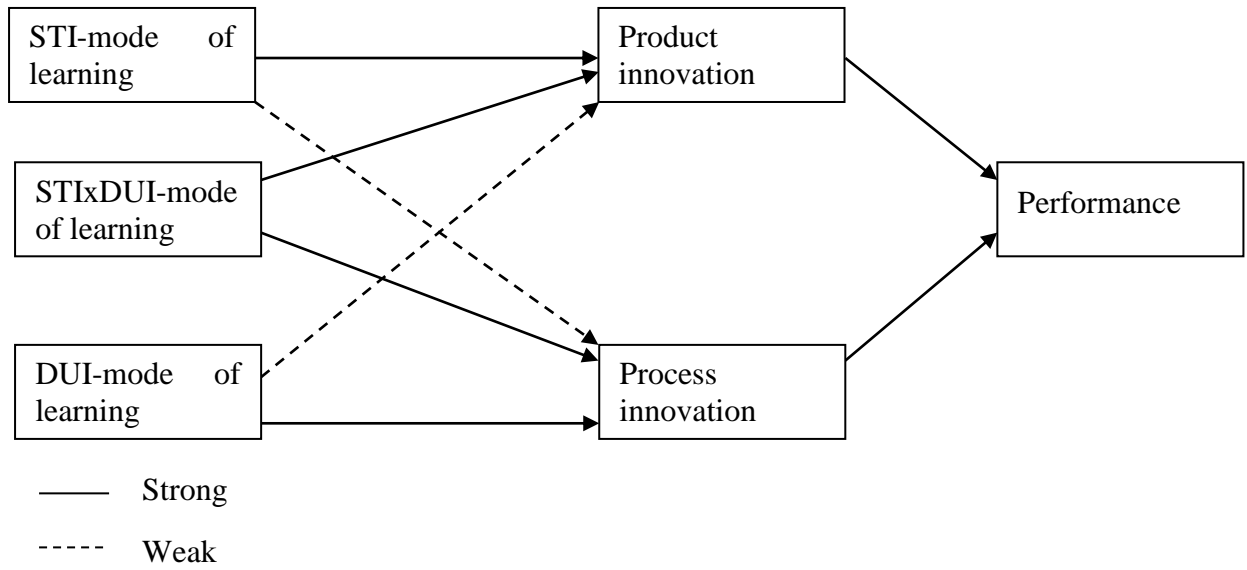 STI-mode of
learning
Product
innovation
STIxDUI-mode
of learning
Performance
DUI-mode of
learning
Process
innovation
Strong
Weak